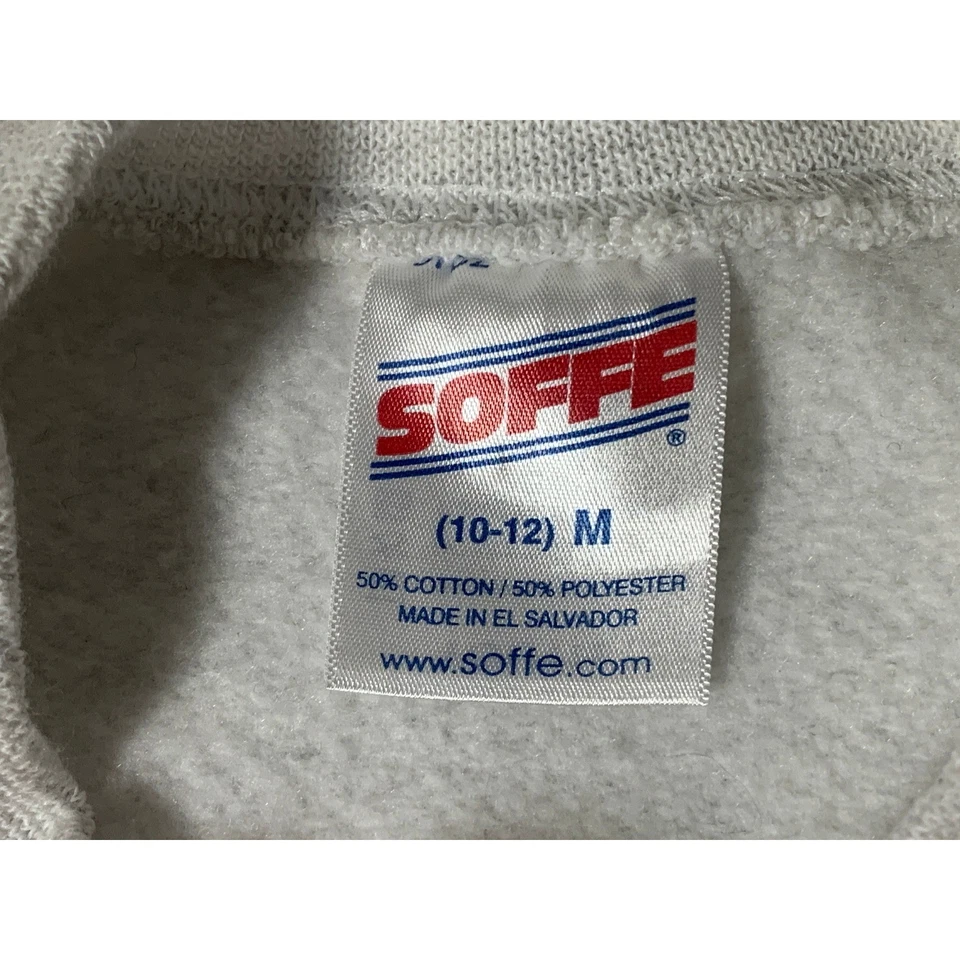 SOFFE®
(10-12) M
50% COTTON / 50% POLYESTER
MADE IN EL SALVADOR
www.soffe.com